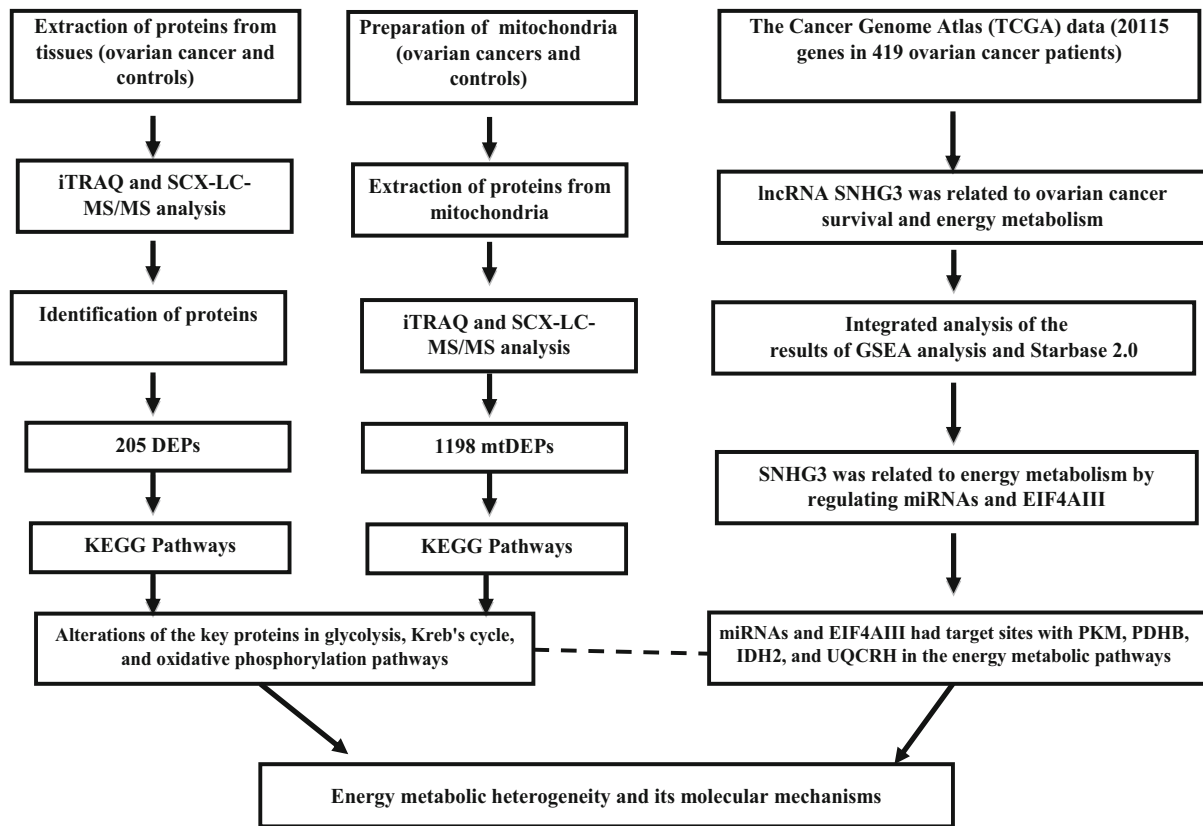 Extraction of proteins from
tissues (ovarian cancer and
controls)
iTRAQ and SCX-LC-
MS/MS analysis
Identification of proteins
205 DEPs
KEGG Pathways
Preparation of mitochondria
(ovarian cancers and
controls)
Extraction of proteins from
mitochondria
iTRAQ and SCX-LC-
MS/MS analysis
1198 mtDEPs
KEGG Pathways
Alterations of the key proteins in glycolysis, Kreb's cycle,
and oxidative phosphorylation pathways
The Cancer Genome Atlas (TCGA) data (20115
genes in 419 ovarian cancer patients)
lncRNA SNHG3 was related to ovarian cancer
survival and energy metabolism
Integrated analysis of the
results of GSEA analysis and Starbase 2.0
SNHG3 was related to energy metabolism by
regulating miRNAs and EIF4AIII
miRNAs and EIF4AIII had target sites with PKM, PDHB,
IDH2, and UQCRH in the energy metabolic pathways
Energy metabolic heterogeneity and its molecular mechanisms